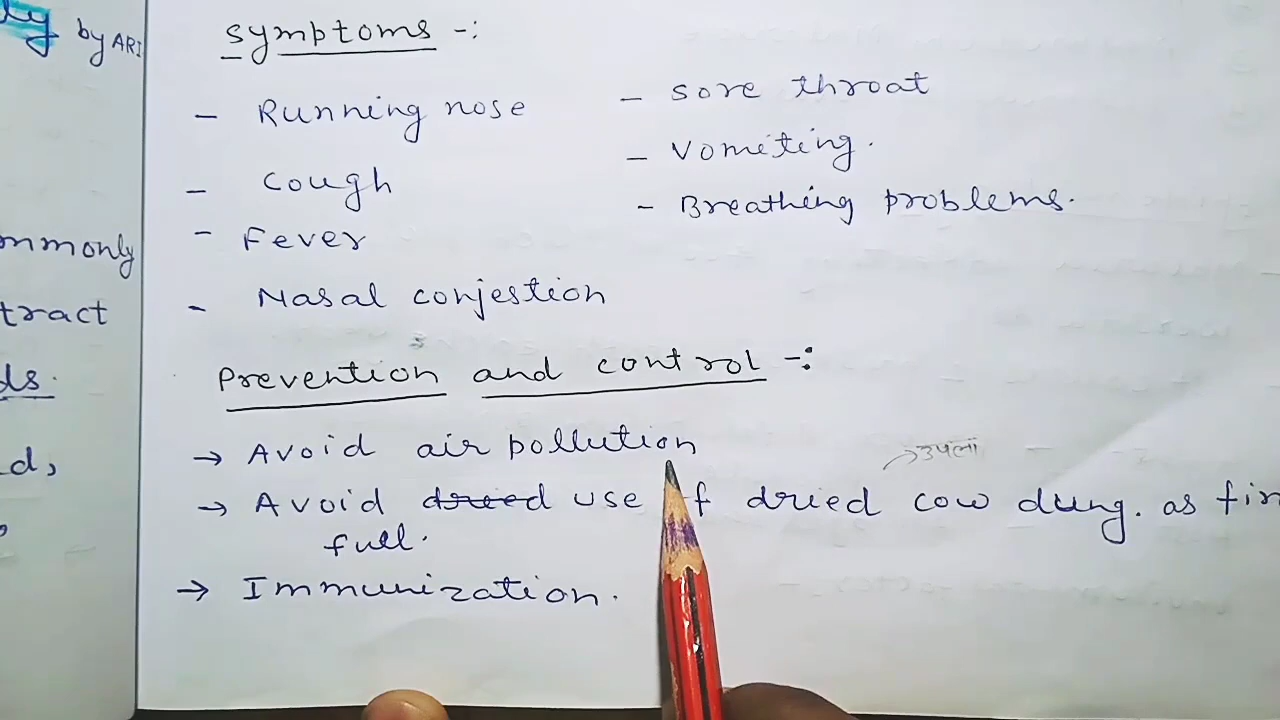 by ARI
symptoms -:
- Running nose
- sore throat
- cough
- vomiting.
- Fever
- Breathing problems.
- Nasal conjestion
mmonly
tract
ds.
d,
Prevention and control -:
→ Avoid air pollution
→ उपला
→ Avoid dried use f dried cow dung. as fir
full.
→ Immunization.